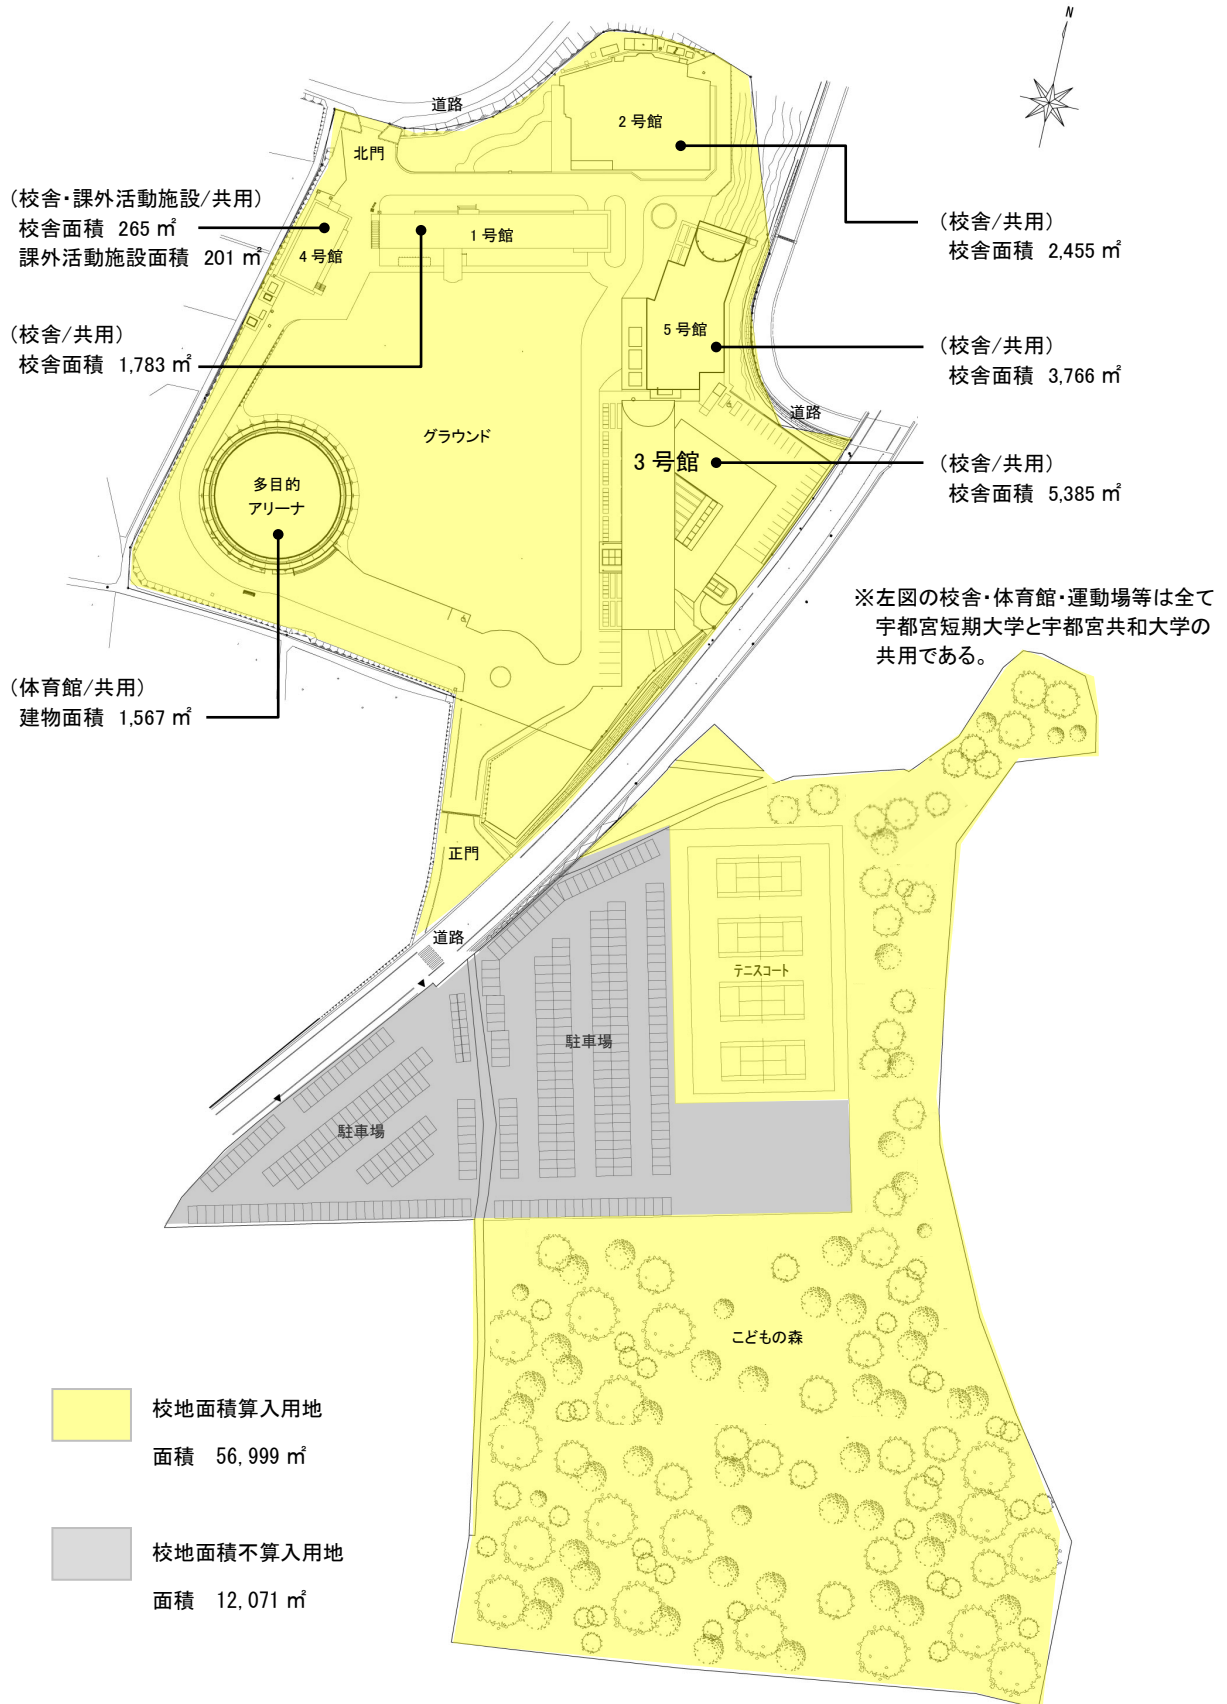 N
道路
2 号館
北門
(校舎・課外活動施設/共用)
校舎面積 265 ㎡
課外活動施設面積 201 ㎡
4 号館
1 号館
(校舎/共用)
校舎面積 2,455 ㎡
(校舎/共用)
校舎面積 1,783 ㎡
5 号館
(校舎/共用)
校舎面積 3,766 ㎡
道路
グラウンド
3 号館
(校舎/共用)
校舎面積 5,385 ㎡
多目的
アリーナ
※左図の校舎・体育館・運動場等は全て
宇都宮短期大学と宇都宮共和大学の
共用である。
(体育館/共用)
建物面積 1,567 ㎡
正門
道路
テニスコート
駐車場
駐車場
こどもの森
校地面積算入用地
面積 56,999 ㎡
校地面積不算入用地
面積 12,071 ㎡